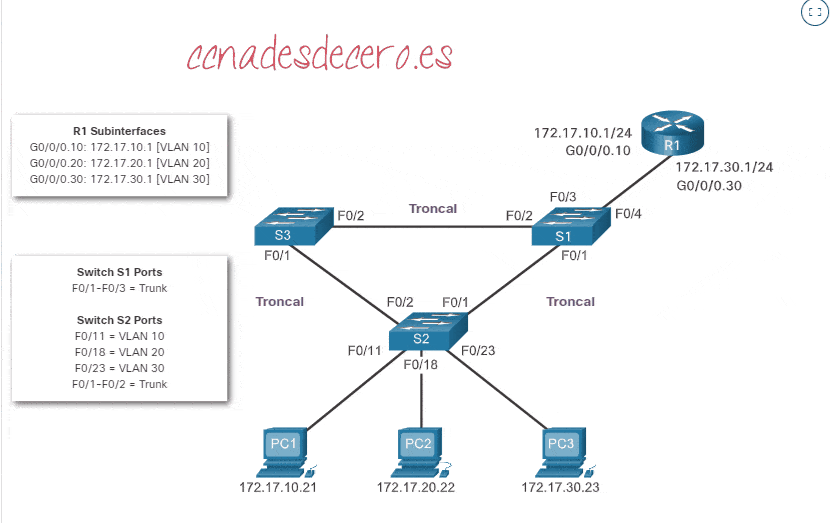 ccnadesdecero.es
R1 Subinterfaces
G0/0/0.10: 172.17.10.1 [VLAN 10]
G0/0/0.20: 172.17.20.1 [VLAN 20]
G0/0/0.30: 172.17.30.1 [VLAN 30]
172.17.10.1/24
G0/0/0.10
R1
172.17.30.1/24
G0/0/0.30
F0/3
Troncal
F0/2
F0/2
F0/4
S3
S1
F0/1
F0/1
Switch S1 Ports
F0/1-F0/3 = Trunk
Switch S2 Ports
F0/11 = VLAN 10
F0/18 = VLAN 20
F0/23 = VLAN 30
F0/1-F0/2 = Trunk
Troncal
F0/2
F0/1
Troncal
S2
F0/11
F0/23
F0/18
PC1
PC2
PC3
172.17.10.21
172.17.20.22
172.17.30.23